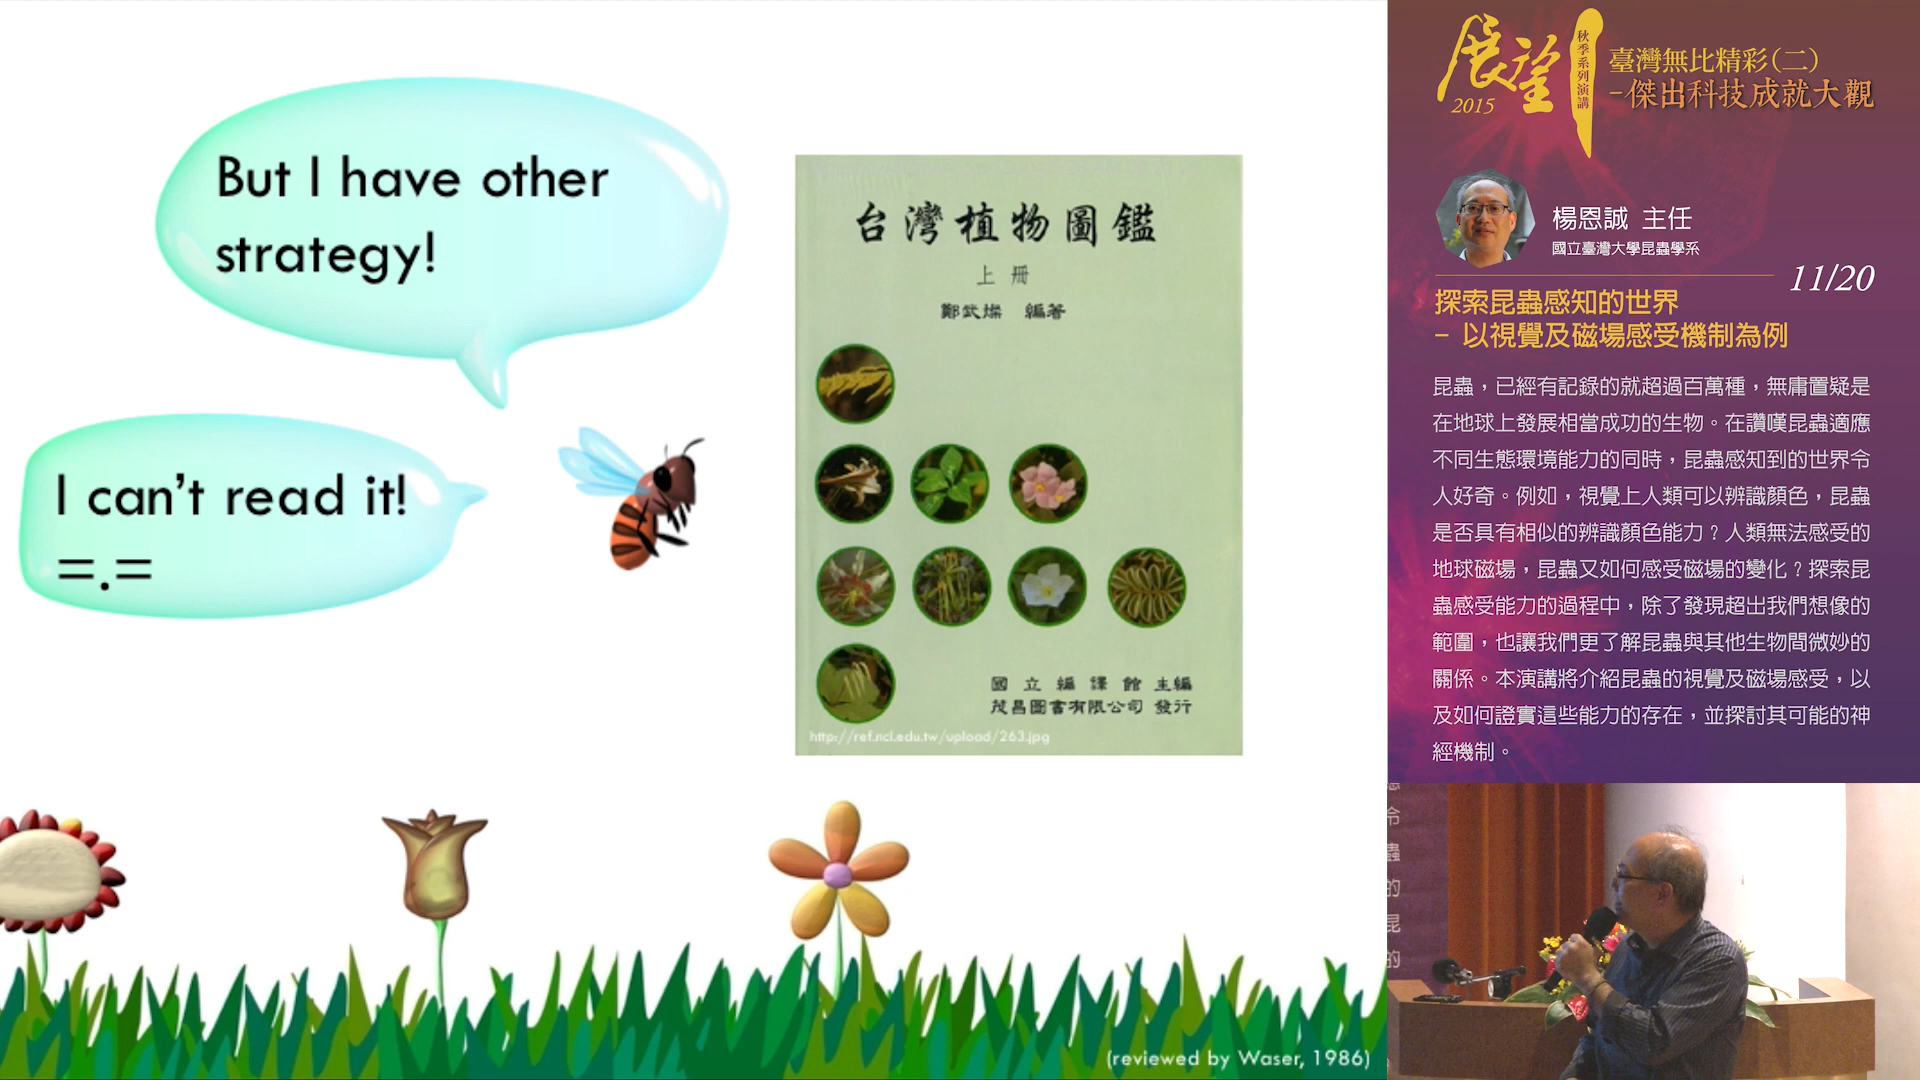 But I have other
strategy!
I can't read it!
=.=
台灣植物圖鑑
上冊
鄭武燦 編著
國立編譯館 主編
茂昌圖書有限公司 發行
http://ref.ncl.edu.tw/upload/263.jpg
(reviewed by Waser, 1986)
展望
2015
秋季系列演講
臺灣無比精彩(二)
-傑出科技成就大觀
楊恩誠 主任
國立臺灣大學昆蟲學系
11/20
探索昆蟲感知的世界
- 以視覺及磁場感受機制為例
昆蟲,已經有記錄的就超過百萬種,無庸置疑是
在地球上發展相當成功的生物。在讚嘆昆蟲適應
不同生態環境能力的同時,昆蟲感知到的世界令
人好奇。例如,視覺上人類可以辨識顏色,昆蟲
是否具有相似的辨識顏色能力?人類無法感受的
地球磁場,昆蟲又如何感受磁場的變化?探索昆
蟲感受能力的過程中,除了發現超出我們想像的
範圍,也讓我們更了解昆蟲與其他生物間微妙的
關係。本演講將介紹昆蟲的視覺及磁場感受,以
及如何證實這些能力的存在,並探討其可能的神
經機制。
令
蟲
的
昆
的